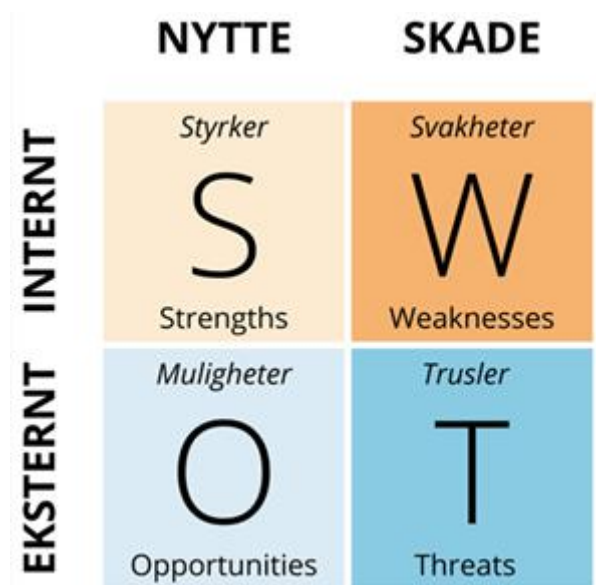 NYTTE SKADE
INTERNT
Styrker
S
Strengths
Svakheter
W
Weaknesses
EKSTERNT
Muligheter
O
Opportunities
Trusler
T
Threats